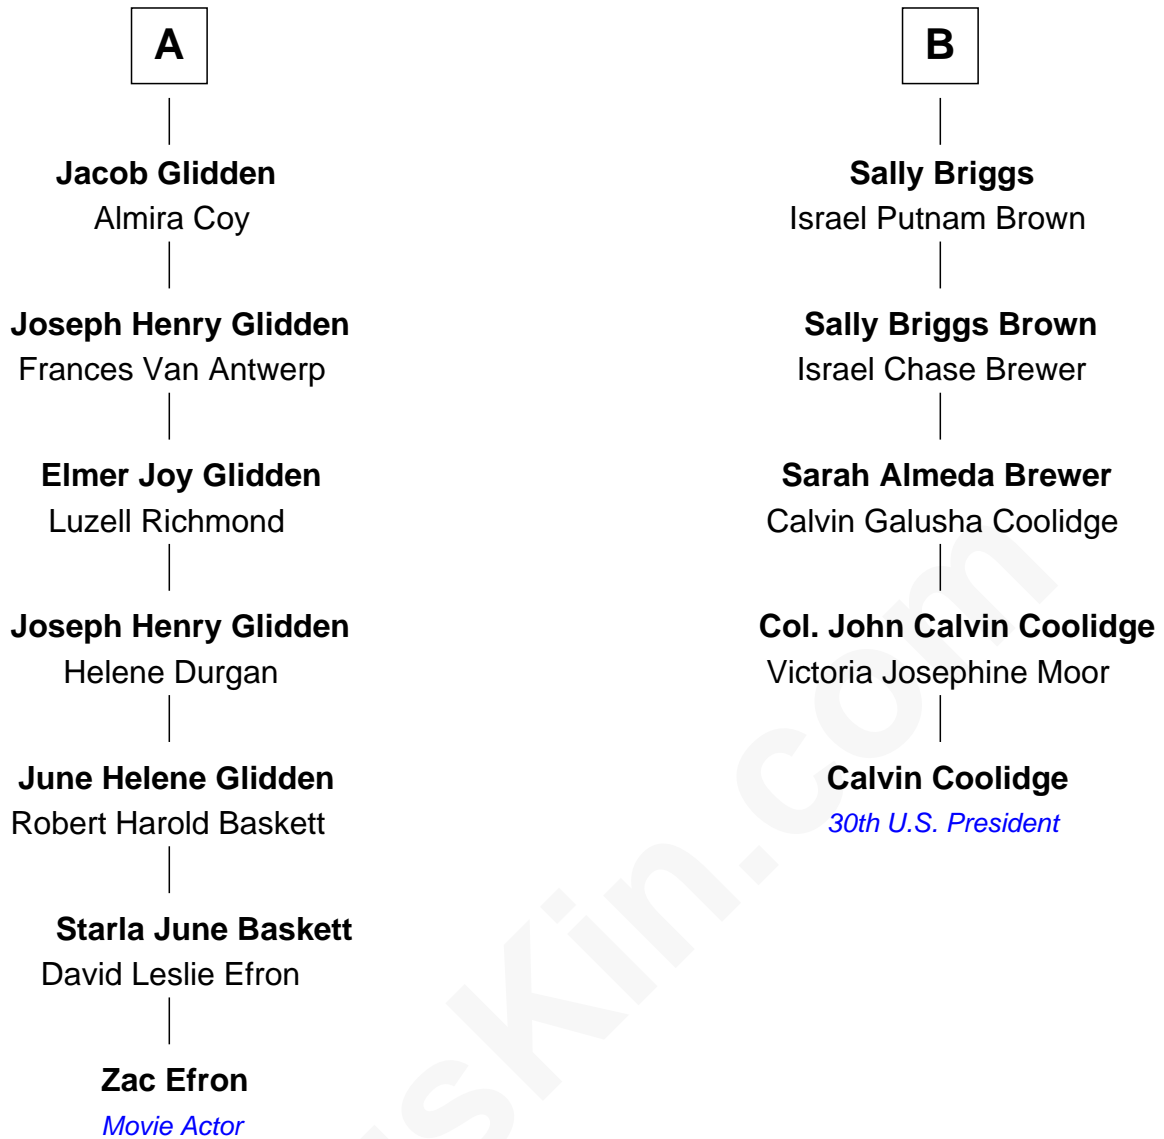 A
Jacob Glidden
Almira Coy
Joseph Henry Glidden
Frances Van Antwerp
Elmer Joy Glidden
Luzell Richmond
Joseph Henry Glidden
Helene Durgan
June Helene Glidden
Robert Harold Baskett
Starla June Baskett
David Leslie Efron
Zac Efron
Movie Actor
B
Sally Briggs
Israel Putnam Brown
Sally Briggs Brown
Israel Chase Brewer
Sarah Almeda Brewer
Calvin Galusha Coolidge
Col. John Calvin Coolidge
Victoria Josephine Moor
Calvin Coolidge
30th U.S. President